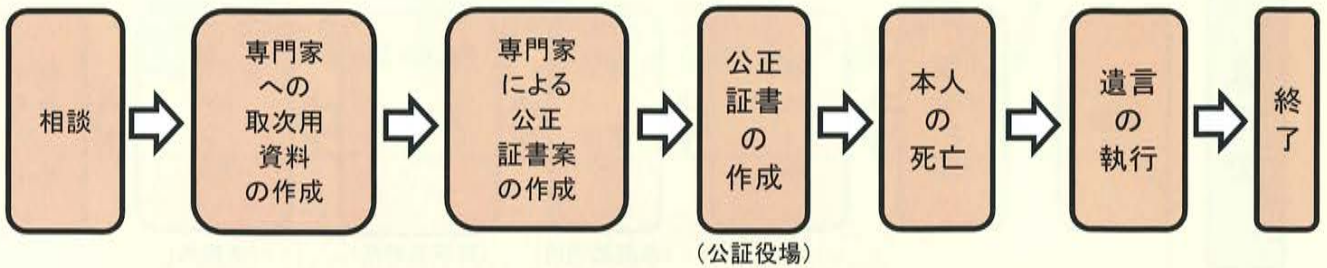 相談
専門家
への
取次用
資料
の作成
専門家
による
公正
証書案
の作成
公正
証書
の
作成
(公証役場)
本人
の
死亡
遺言
の
執行
終
了